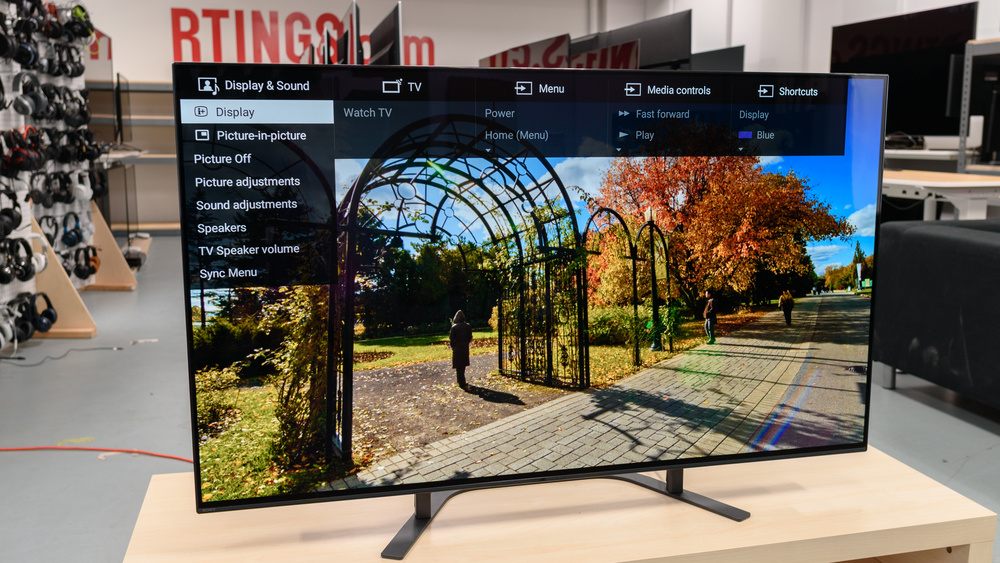 RTINGS.com
Display & Sound
TV
Menu
Media controls
Shortcuts
Display
Watch TV
Power
Fast forward
Display
Picture-in-picture
Home (Menu)
Play
Blue
Picture Off
Picture adjustments
Sound adjustments
Speakers
TV Speaker volume
Sync Menu